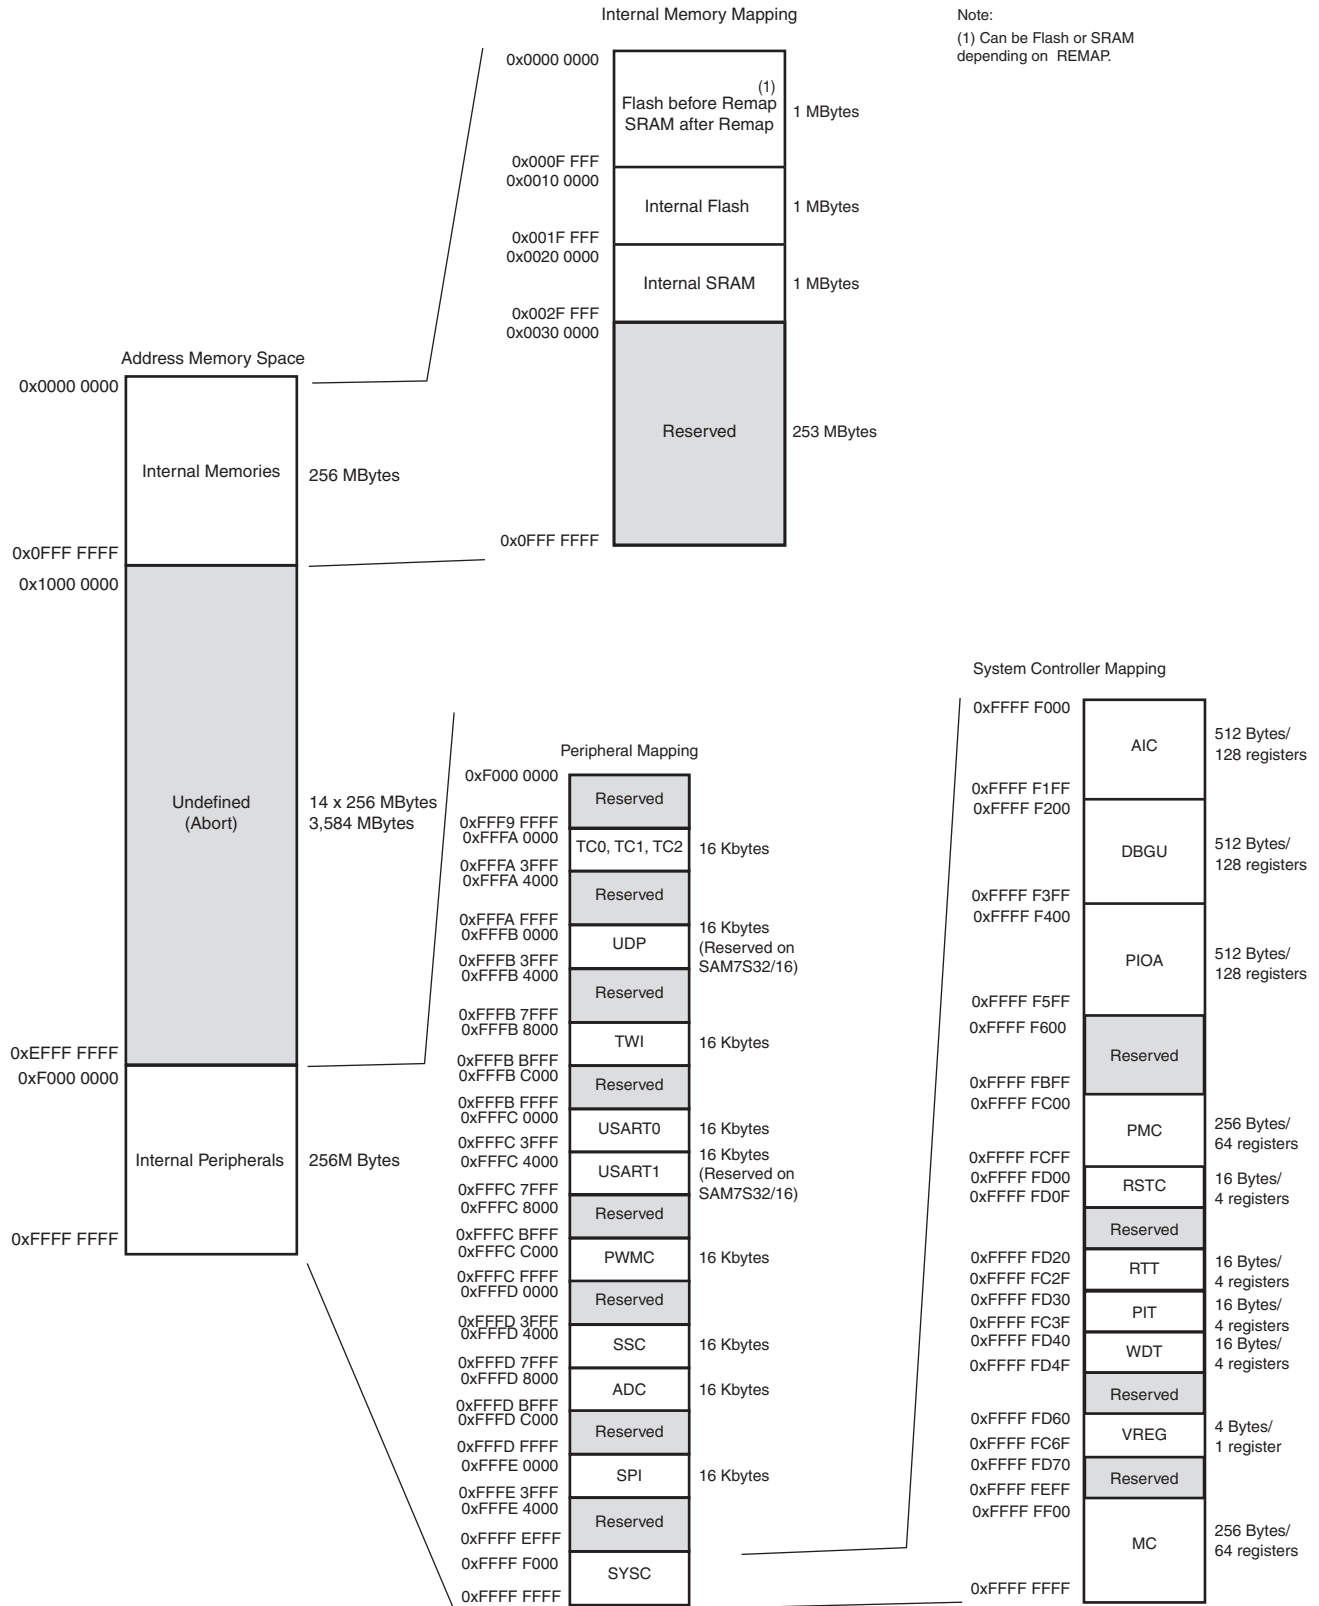 Internal Memory Mapping
Note:
(1) Can be Flash or SRAM
depending on REMAP.
0x0000 0000
(1)
Flash before Remap
SRAM after Remap
1 MBytes
0x000F FFF
0x0010 0000
Internal Flash
1 MBytes
0x001F FFF
0x0020 0000
Internal SRAM
1 MBytes
0x002F FFF
0x0030 0000
Reserved
253 MBytes
0x0FFF FFFF
Address Memory Space
0x0000 0000
Internal Memories
256 MBytes
0x0FFF FFFF
0x1000 0000
Undefined
(Abort)
14 x 256 MBytes
3,584 MBytes
0xEFFF FFFF
0xF000 0000
Internal Peripherals
256M Bytes
0xFFFF FFFF
Peripheral Mapping
0xF000 0000
Reserved
0xFFF9 FFFF
0xFFFA 0000
TC0, TC1, TC2
16 Kbytes
0xFFFA 3FFF
0xFFFA 4000
Reserved
0xFFFA FFFF
0xFFFB 0000
UDP
16 Kbytes
(Reserved on
SAM7S32/16)
0xFFFB 3FFF
0xFFFB 4000
Reserved
0xFFFB 7FFF
0xFFFB 8000
TWI
16 Kbytes
0xFFFB BFFF
0xFFFB C000
Reserved
0xFFFB FFFF
0xFFFC 0000
USART0
16 Kbytes
0xFFFC 3FFF
0xFFFC 4000
USART1
16 Kbytes
(Reserved on
SAM7S32/16)
0xFFFC 7FFF
0xFFFC 8000
Reserved
0xFFFC BFFF
0xFFFC C000
PWMC
16 Kbytes
0xFFFC FFFF
0xFFFD 0000
Reserved
0xFFFD 3FFF
0xFFFD 4000
SSC
16 Kbytes
0xFFFD 7FFF
0xFFFD 8000
ADC
16 Kbytes
0xFFFD BFFF
0xFFFD C000
Reserved
0xFFFD FFFF
0xFFFE 0000
SPI
16 Kbytes
0xFFFE 3FFF
0xFFFE 4000
Reserved
0xFFFF EFFF
0xFFFF F000
SYSC
0xFFFF FFFF
System Controller Mapping
0xFFFF F000
AIC
512 Bytes/
128 registers
0xFFFF F1FF
0xFFFF F200
DBGU
512 Bytes/
128 registers
0xFFFF F3FF
0xFFFF F400
PIOA
512 Bytes/
128 registers
0xFFFF F5FF
0xFFFF F600
Reserved
0xFFFF FBFF
0xFFFF FC00
PMC
256 Bytes/
64 registers
0xFFFF FCFF
0xFFFF FD00
RSTC
16 Bytes/
4 registers
0xFFFF FD0F
Reserved
0xFFFF FD20
RTT
16 Bytes/
4 registers
0xFFFF FC2F
0xFFFF FD30
PIT
16 Bytes/
4 registers
0xFFFF FC3F
0xFFFF FD40
WDT
16 Bytes/
4 registers
0xFFFF FD4F
Reserved
0xFFFF FD60
VREG
4 Bytes/
1 register
0xFFFF FC6F
0xFFFF FD70
Reserved
0xFFFF FEFF
0xFFFF FF00
MC
256 Bytes/
64 registers
0xFFFF FFFF